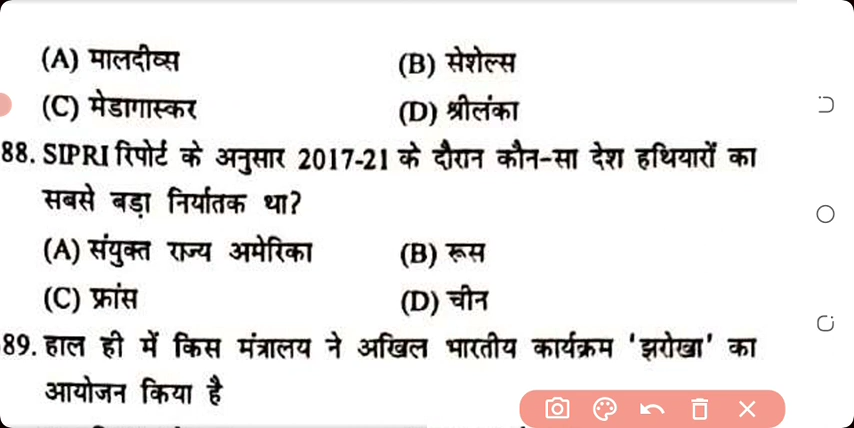 (A) मालदीव्स (B) सेशेल्स
(C) मेडागास्कर (D) श्रीलंका
88. SIPRI रिपोर्ट के अनुसार 2017-21 के दौरान कौन-सा देश हथियारों का
सबसे बड़ा निर्यातक था?
(A) संयुक्त राज्य अमेरिका (B) रूस
(C) फ्रांस (D) चीन
89. हाल ही में किस मंत्रालय ने अखिल भारतीय कार्यक्रम 'झरोखा' का
आयोजन किया है